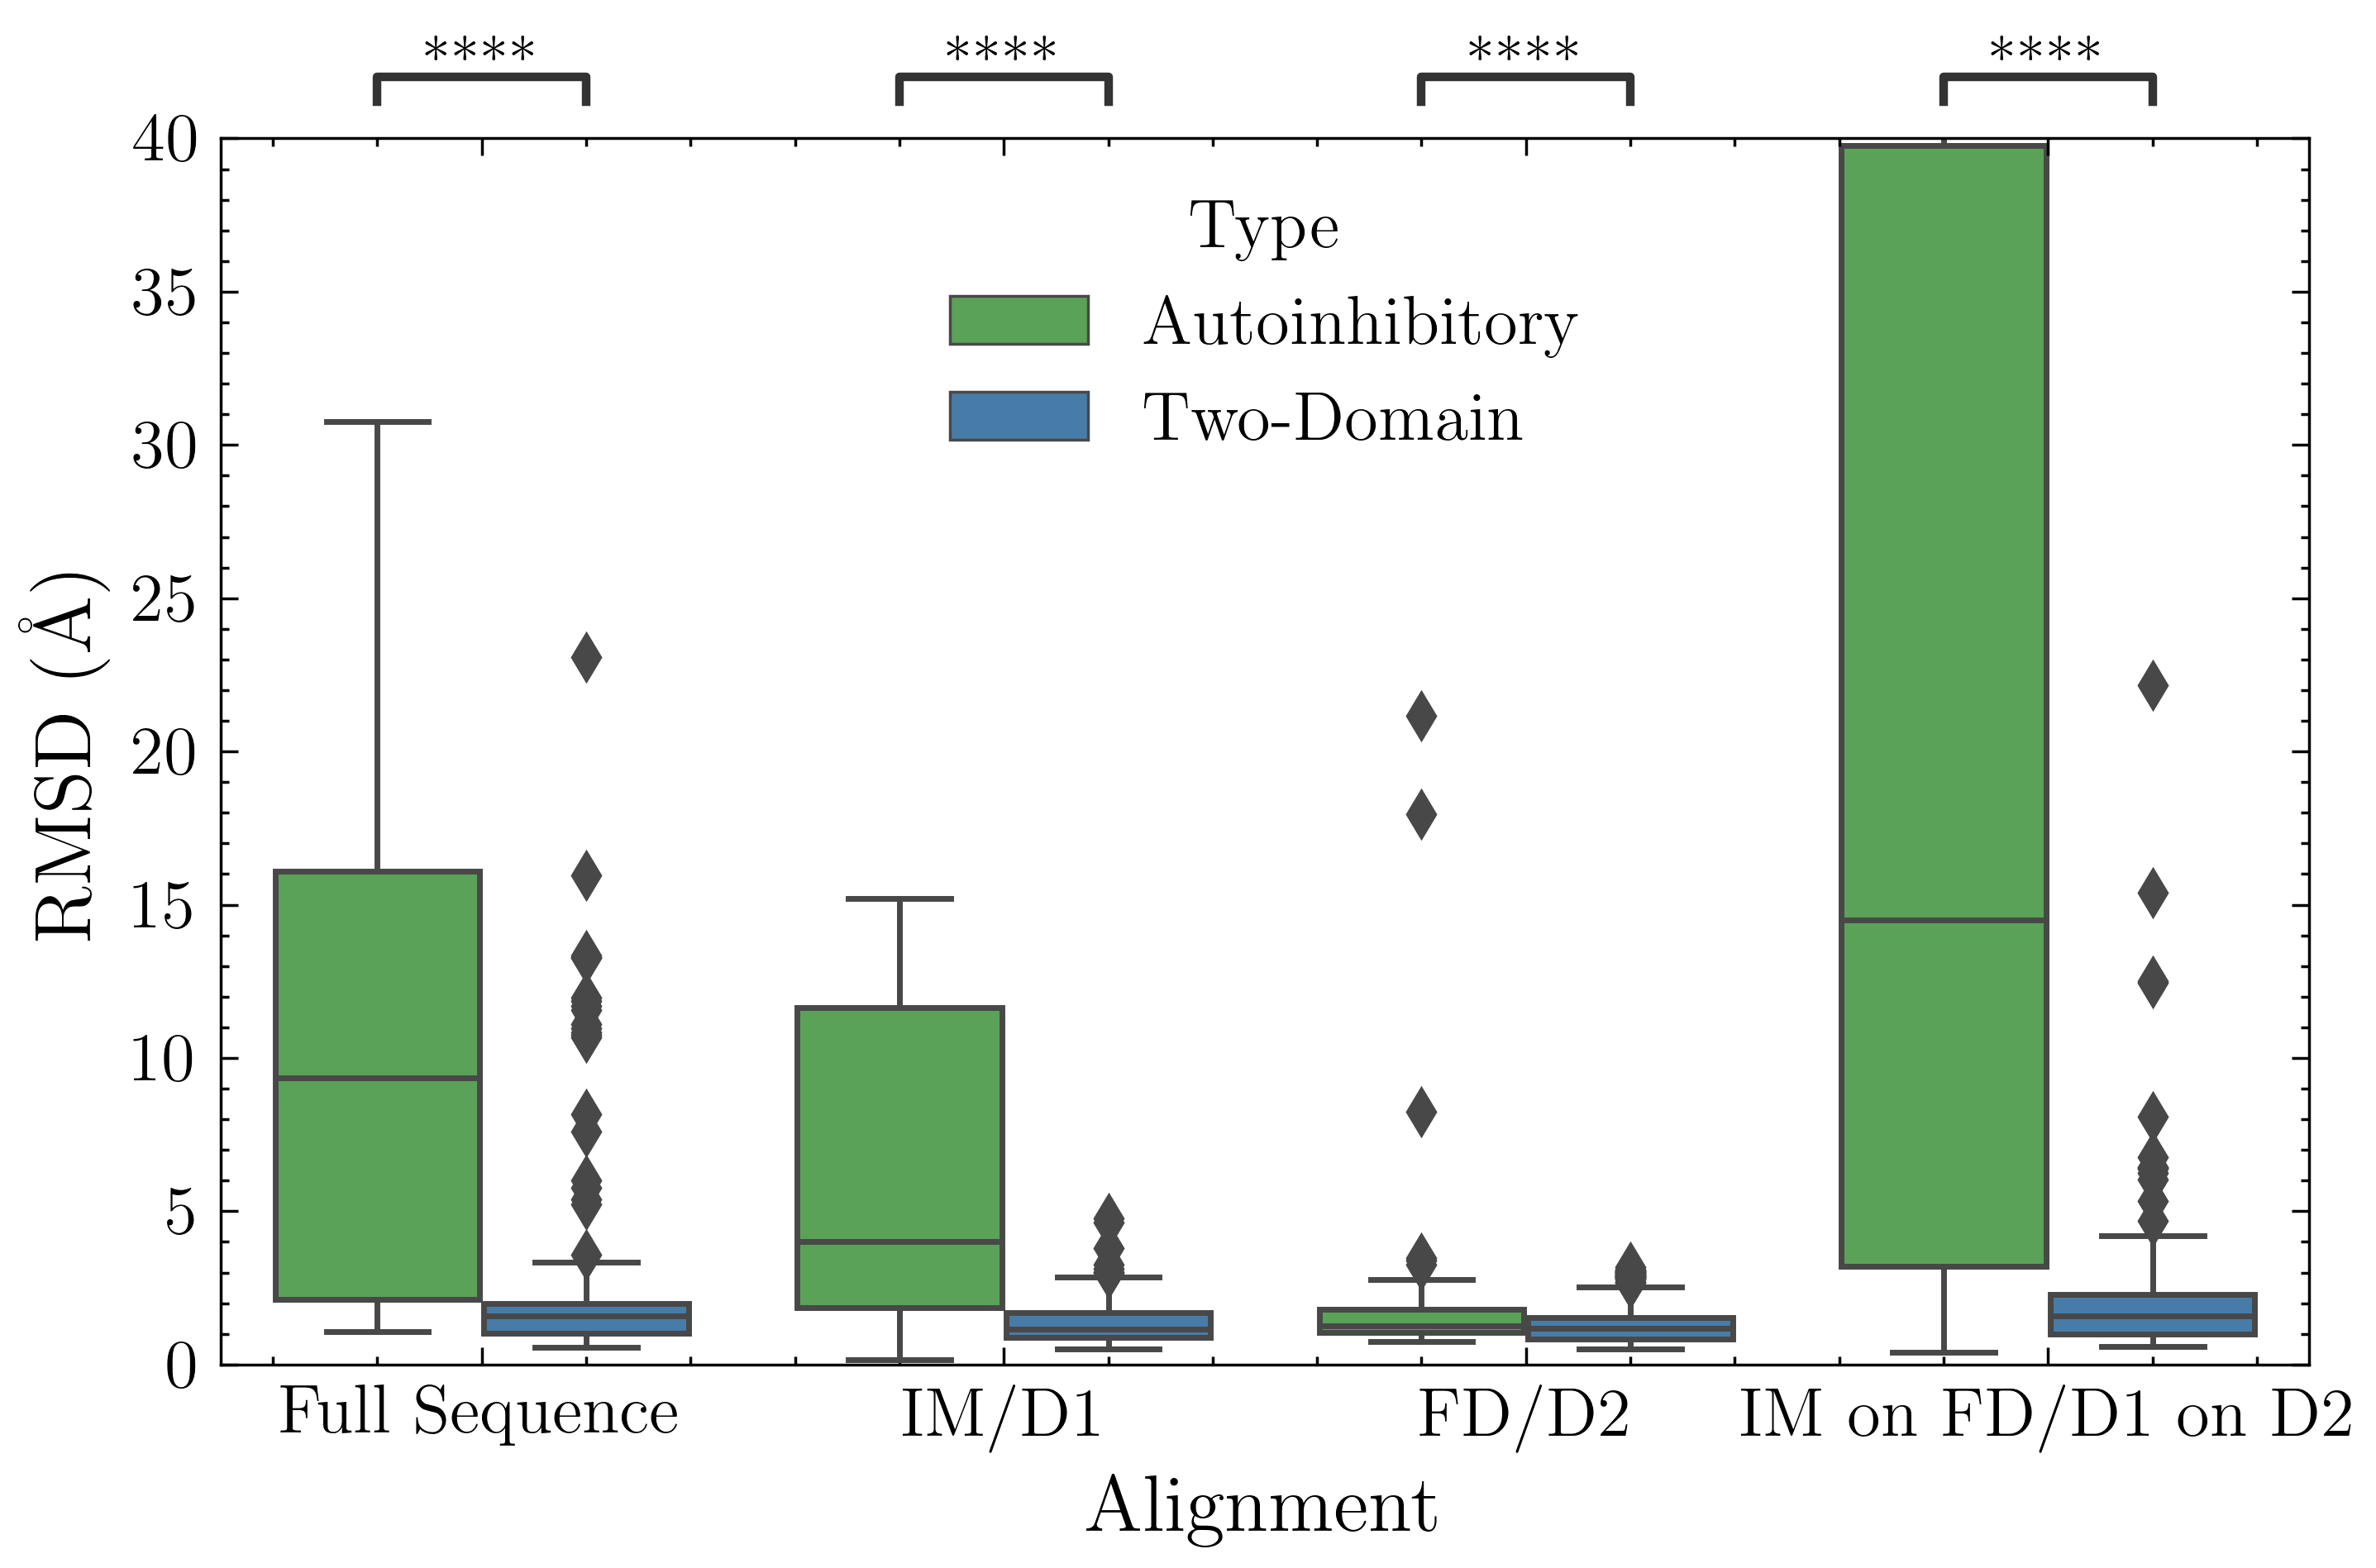 **** **** **** ****
40
35
30
25
20
15
10
5
0
RMSD (Å)
Type
Autoinhibitory
Two-Domain
Full Sequence IM/D1 FD/D2 IM on FD/D1 on D2
Alignment